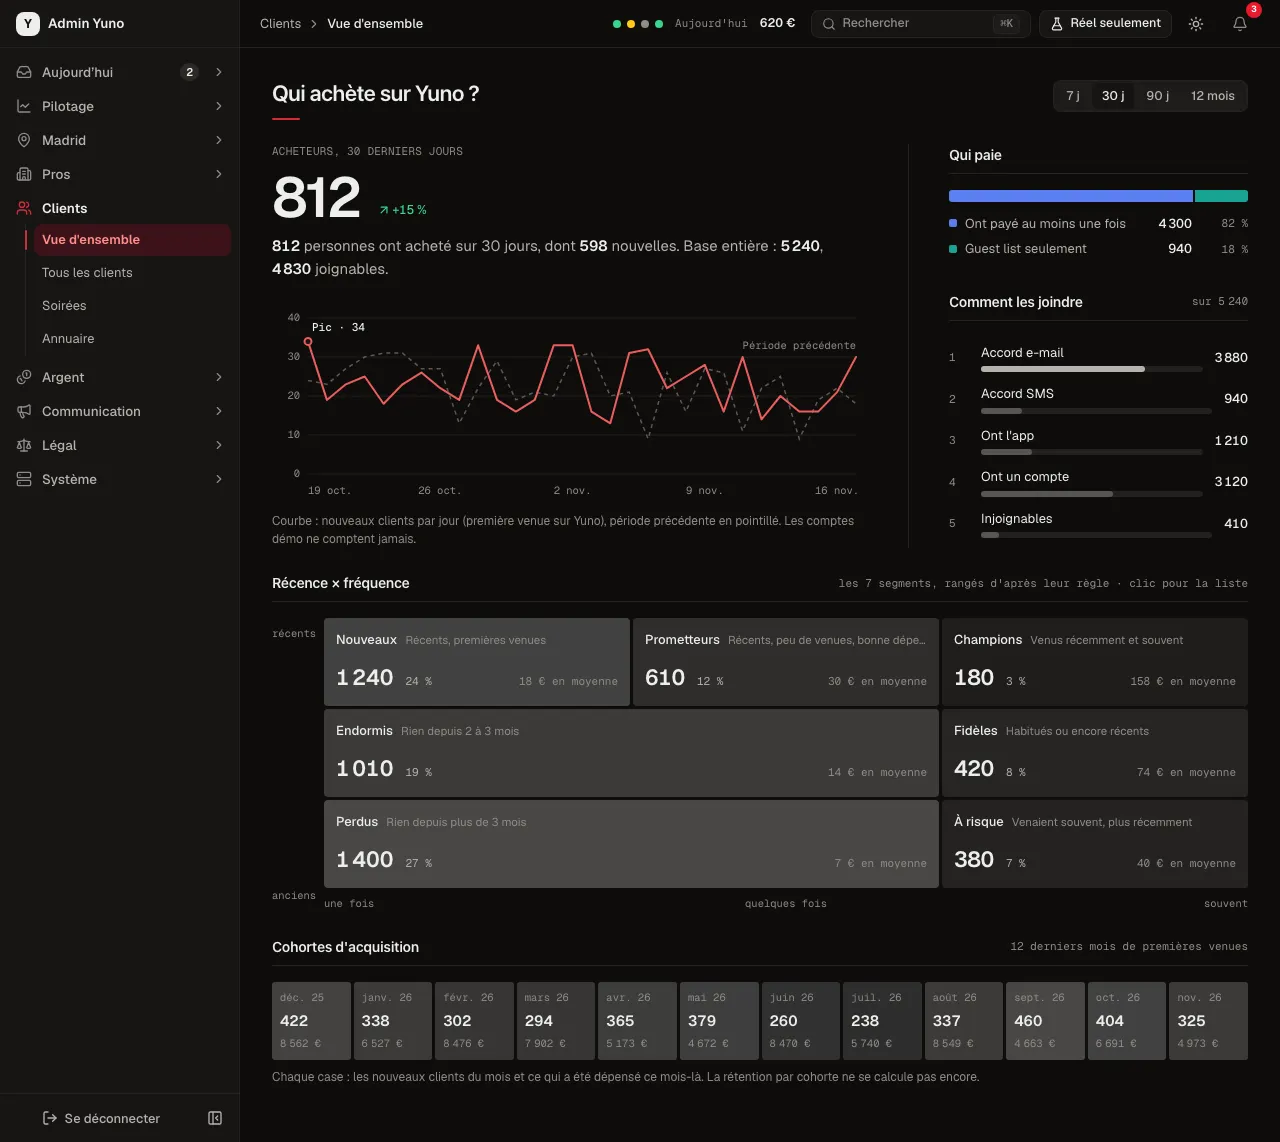 Y Admin Yuno
Clients > Vue d'ensemble
Aujourd'hui 620 €
Rechercher ⌘K
Réel seulement
3
Aujourd'hui 2
Pilotage
Madrid
Pros
Clients
Vue d'ensemble
Tous les clients
Soirées
Annuaire
Argent
Communication
Légal
Système
Se déconnecter
Qui achète sur Yuno ?
7 j 30 j 90 j 12 mois
ACHETEURS, 30 DERNIERS JOURS
812 +15 %
812 personnes ont acheté sur 30 jours, dont 598 nouvelles. Base entière : 5 240,
4 830 joignables.
40
Pic · 34
Période précédente
30
20
10
0
19 oct. 26 oct. 2 nov. 9 nov. 16 nov.
Courbe : nouveaux clients par jour (première venue sur Yuno), période précédente en pointillé. Les comptes
démo ne comptent jamais.
Qui paie
Ont payé au moins une fois 4 300 82 %
Guest list seulement 940 18 %
Comment les joindre sur 5 240
1 Accord e-mail 3 880
2 Accord SMS 940
3 Ont l'app 1 210
4 Ont un compte 3 120
5 Injoignables 410
Récence × fréquence les 7 segments, rangés d'après leur règle · clic pour la liste
récents
Nouveaux Récents, premières venues
1 240 24 % 18 € en moyenne
Prometteurs Récents, peu de venues, bonne dépe…
610 12 % 30 € en moyenne
Champions Venus récemment et souvent
180 3 % 158 € en moyenne
Endormis Rien depuis 2 à 3 mois
1 010 19 % 14 € en moyenne
Fidèles Habitués ou encore récents
420 8 % 74 € en moyenne
Perdus Rien depuis plus de 3 mois
1 400 27 % 7 € en moyenne
À risque Venaient souvent, plus récemment
380 7 % 40 € en moyenne
anciens
une fois quelques fois souvent
Cohortes d'acquisition 12 derniers mois de premières venues
déc. 25 janv. 26 févr. 26 mars 26 avr. 26 mai 26 juin 26 juil. 26 août 26 sept. 26 oct. 26 nov. 26
422 338 302 294 365 379 260 238 337 460 404 325
8 562 € 6 527 € 8 476 € 7 902 € 5 173 € 4 672 € 8 470 € 5 740 € 8 549 € 4 663 € 6 691 € 4 973 €
Chaque case : les nouveaux clients du mois et ce qui a été dépensé ce mois-là. La rétention par cohorte ne se calcule pas encore.